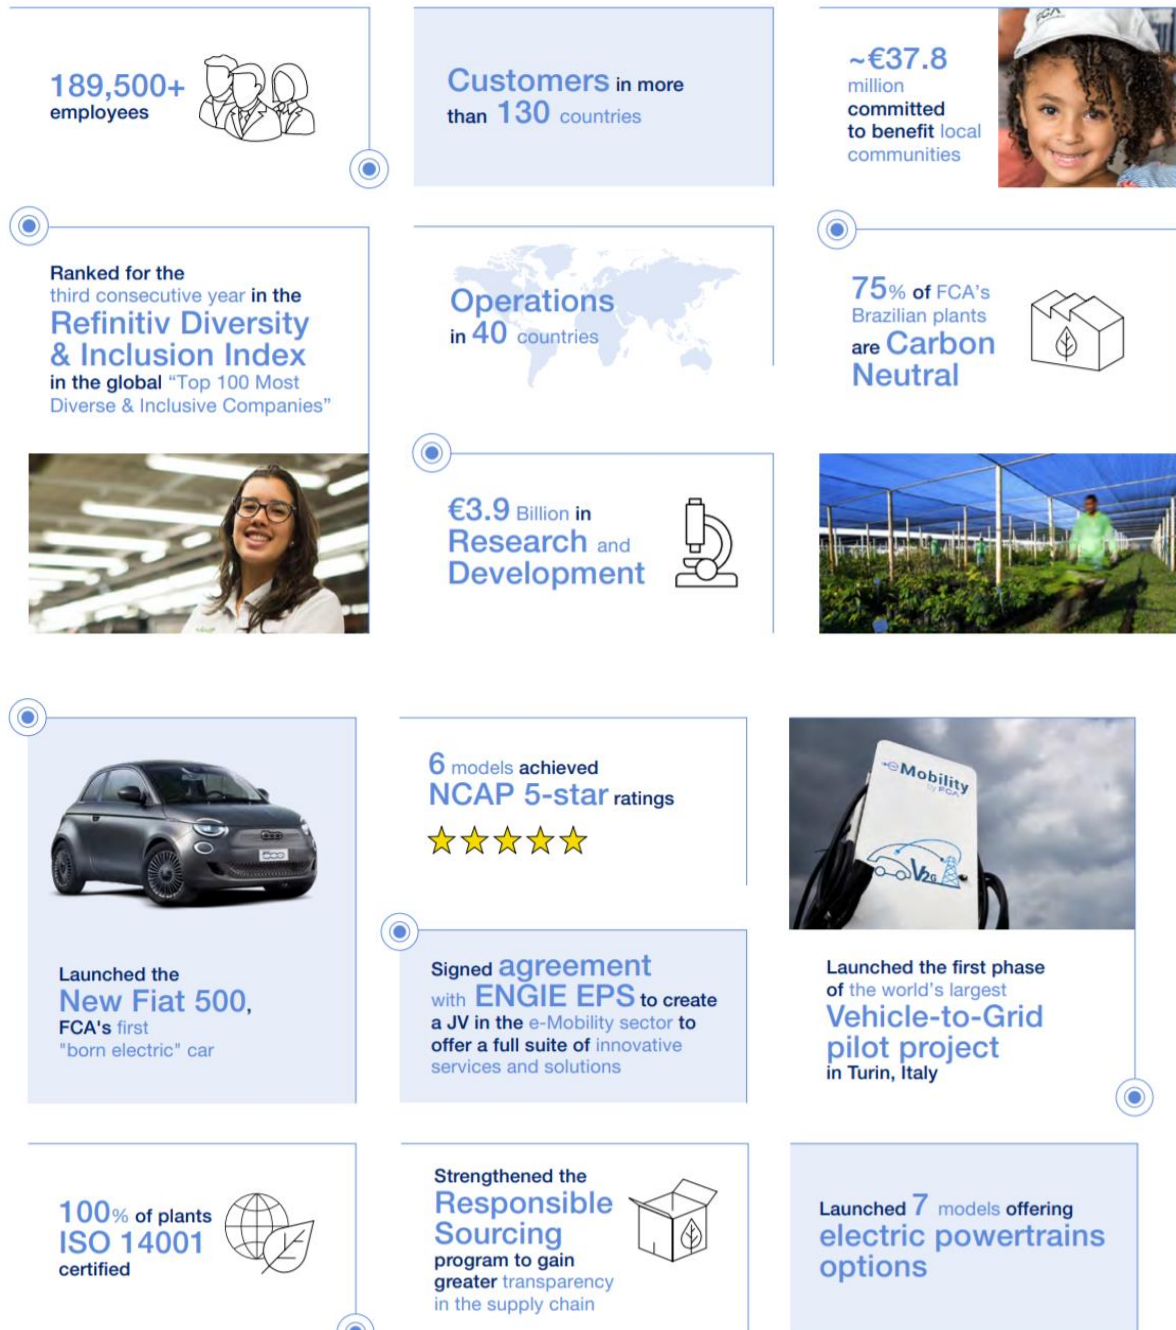 189,500+
employees
Customers in more
than 130 countries
~€37.8
million
committed
to benefit local
communities
FCA
Ranked for the
third consecutive year in the
Refinitiv Diversity
& Inclusion Index
in the global “Top 100 Most
Diverse & Inclusive Companies”
Operations
in 40 countries
75% of FCA's
Brazilian plants
are Carbon
Neutral
€3.9 Billion in
Research and
Development
Launched the
New Fiat 500,
FCA's first
"born electric" car
6 models achieved
NCAP 5-star ratings
Signed agreement
with ENGIE EPS to create
a JV in the e-Mobility sector to
offer a full suite of innovative
services and solutions
eMobility
by FCA
V2G
Launched the first phase
of the world's largest
Vehicle-to-Grid
pilot project
in Turin, Italy
100% of plants
ISO 14001
certified
Strengthened the
Responsible
Sourcing
program to gain
greater transparency
in the supply chain
Launched 7 models offering
electric powertrains
options